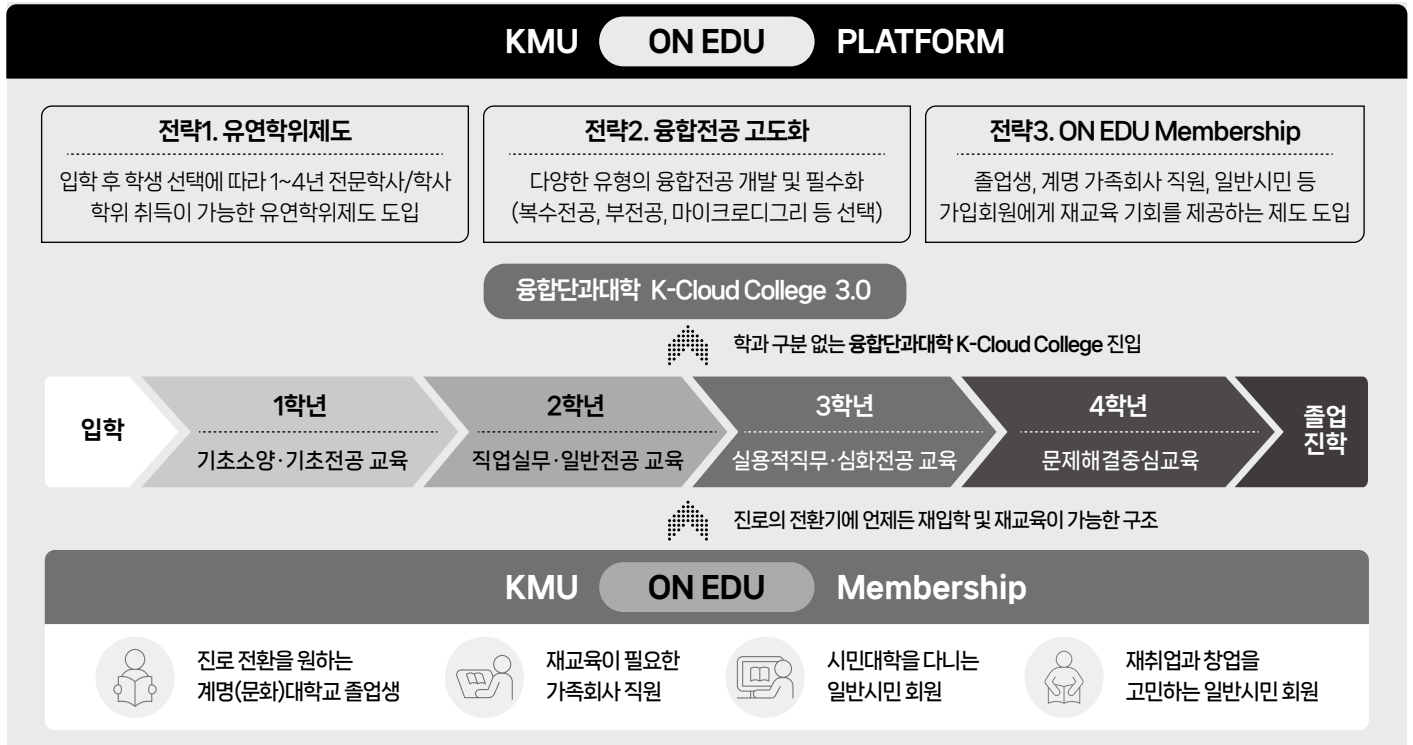 KMU ON EDU PLATFORM
전략1. 유연학위제도
입학 후 학생 선택에 따라 1~4년 전문학사/학사
학위 취득이 가능한 유연학위제도 도입
전략2. 융합전공 고도화
다양한 유형의 융합전공 개발 및 필수화
(복수전공, 부전공, 마이크로디그리 등 선택)
전략3. ON EDU Membership
졸업생, 계명 가족회사 직원, 일반시민 등
가입회원에게 재교육 기회를 제공하는 제도 도입
융합단과대학 K-Cloud College 3.0
학과 구분 없는 융합단과대학 K-Cloud College 진입
입학
1학년
기초소양·기초전공 교육
2학년
직업실무·일반전공 교육
3학년
실용적직무·심화전공 교육
4학년
문제해결중심교육
졸업
진학
진로의 전환기에 언제든 재입학 및 재교육이 가능한 구조
KMU ON EDU Membership
진로 전환을 원하는
계명(문화)대학교 졸업생
재교육이 필요한
가족회사 직원
시민대학을 다니는
일반시민 회원
재취업과 창업을
고민하는 일반시민 회원